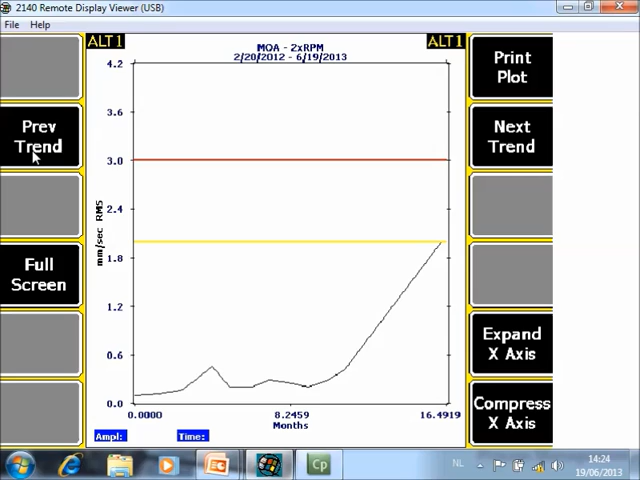 2140 Remote Display Viewer (USB)
File Help
ALT1
ALT1
MOA - 2xRPM
2/20/2012 - 6/19/2013
Prev
Trend
Full
Screen
Print
Plot
Next
Trend
Expand
X Axis
Compress
X Axis
4.2
3.6
3.0
2.4
1.8
1.2
0.6
0.0
mm/sec RMS
0.0000
8.2459
16.4919
Months
Ampl:
Time:
Cp
NL
14:24
19/06/2013